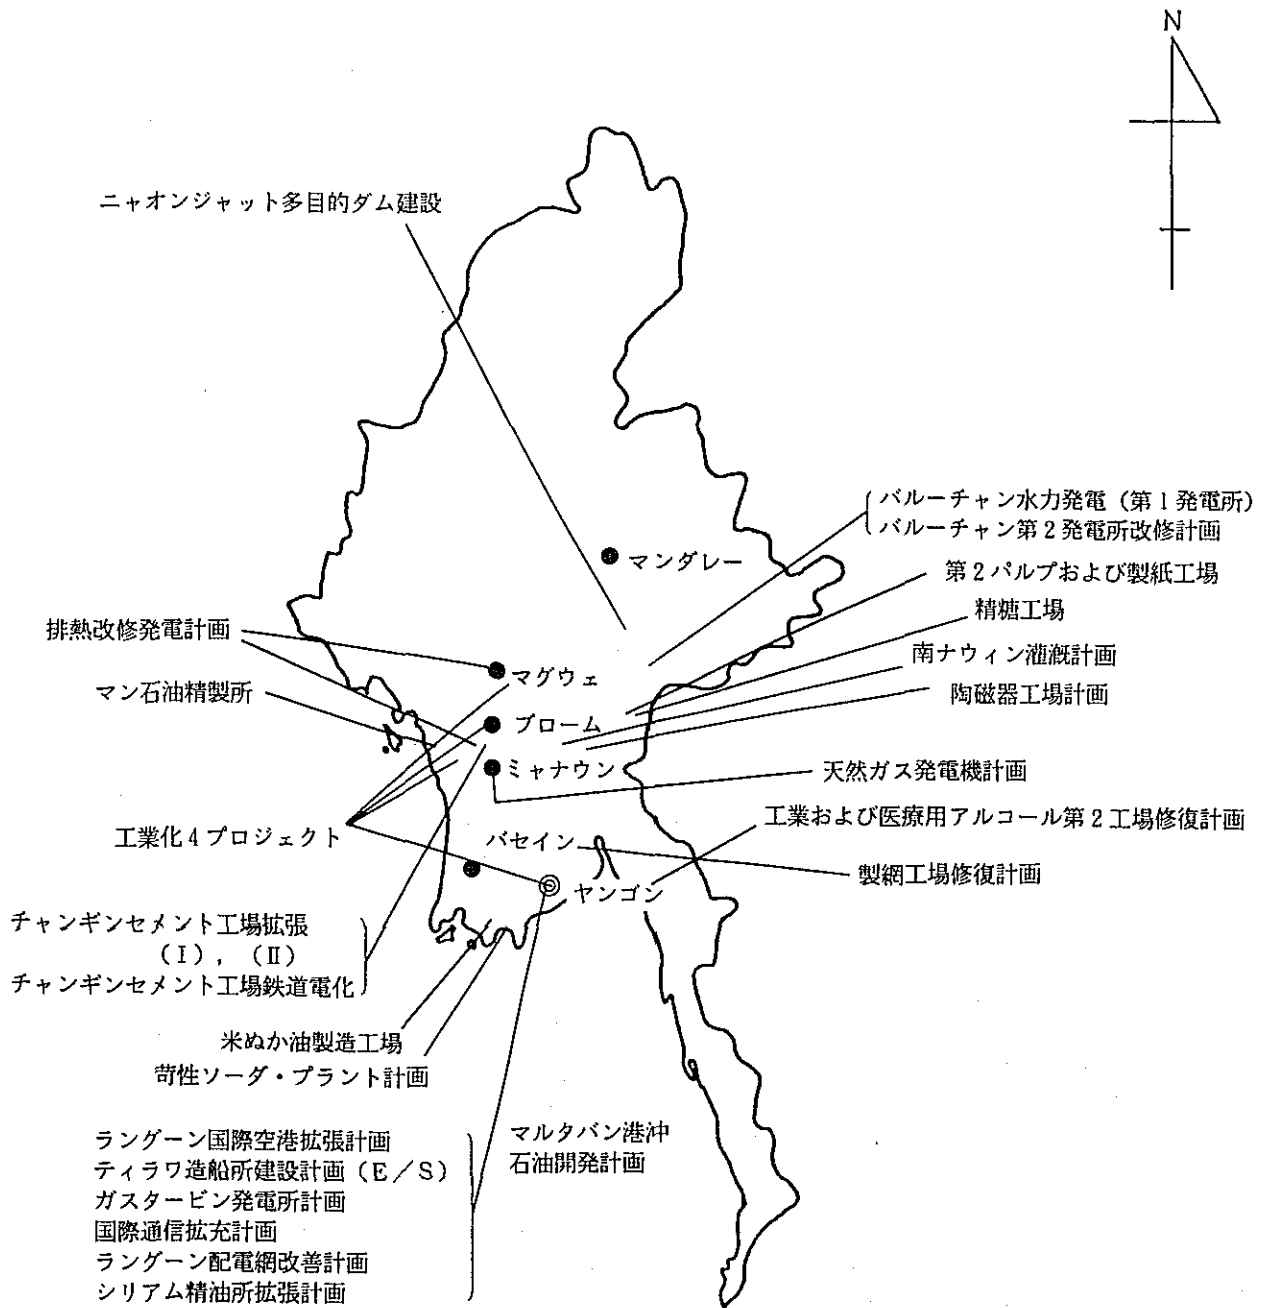 N
ニャオンジャット多目的ダム建設
バルーチャン水力発電（第1発電所）
バルーチャン第2発電所改修計画
マンダレー
第2パルプおよび製紙工場
精糖工場
排熱改修発電計画
南ナウィン灌漑計画
マグウェ
マン石油精製所
陶磁器工場計画
プローム
ミャナウン
天然ガス発電機計画
工業および医療用アルコール第2工場修復計画
工業化4プロジェクト
バセイン
製網工場修復計画
ヤンゴン
チャンギンセメント工場拡張
（Ⅰ），（Ⅱ）
チャンギンセメント工場鉄道電化
米ぬか油製造工場
苛性ソーダ・プラント計画
マルタバン港沖
石油開発計画
ラングーン国際空港拡張計画
ティラワ造船所建設計画（E／S）
ガスタービン発電所計画
国際通信拡充計画
ラングーン配電網改善計画
シリアム精油所拡張計画